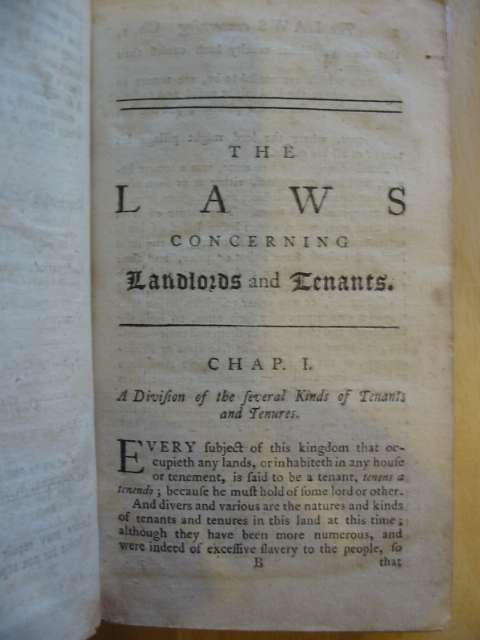 THE
LAWS
CONCERNING
Landlords and Tenants.
CHAP. I.
A Diviſion of the ſeveral Kinds of Tenants
and Tenures.
EVERY ſubject of this kingdom that oc-
cupieth any lands, or inhabiteth in any houſe
or tenement, is ſaid to be a tenant, tenens a
tenendo; becauſe he muſt hold of ſome lord or other.
And divers and various are the natures and kinds
of tenants and tenures in this land at this time;
although they have been more numerous, and
were indeed of exceſſive ſlavery to the people, ſo
B that